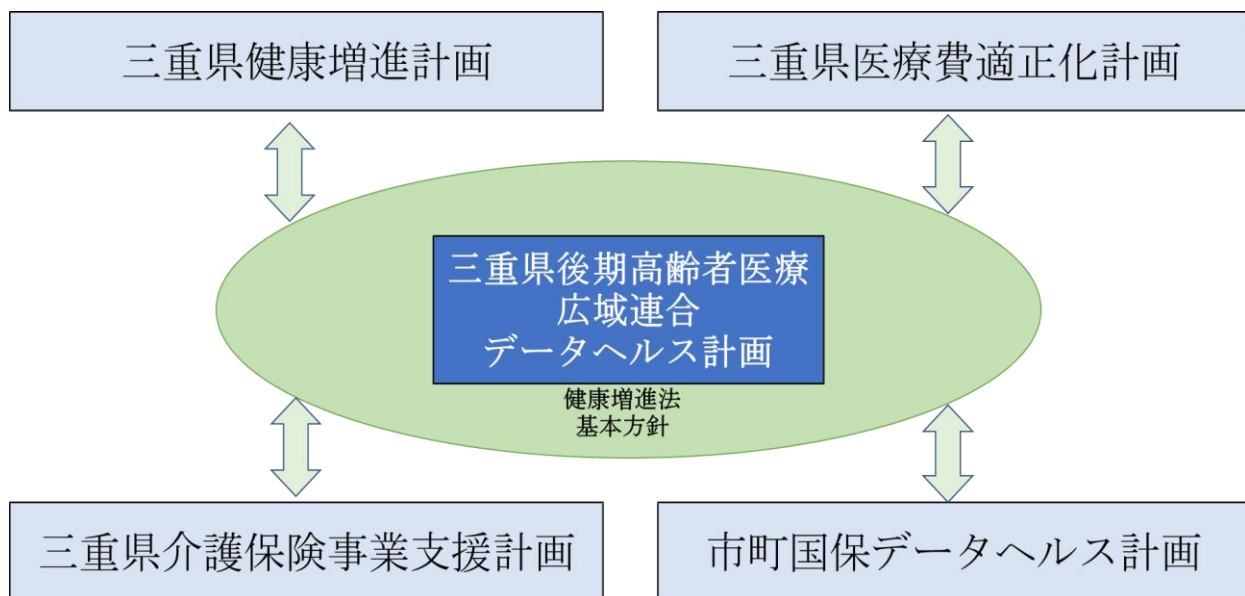 三重県健康増進計画
三重県医療費適正化計画
三重県後期高齢者医療
広域連合
データヘルス計画
健康増進法
基本方針
三重県介護保険事業支援計画
市町国保データヘルス計画